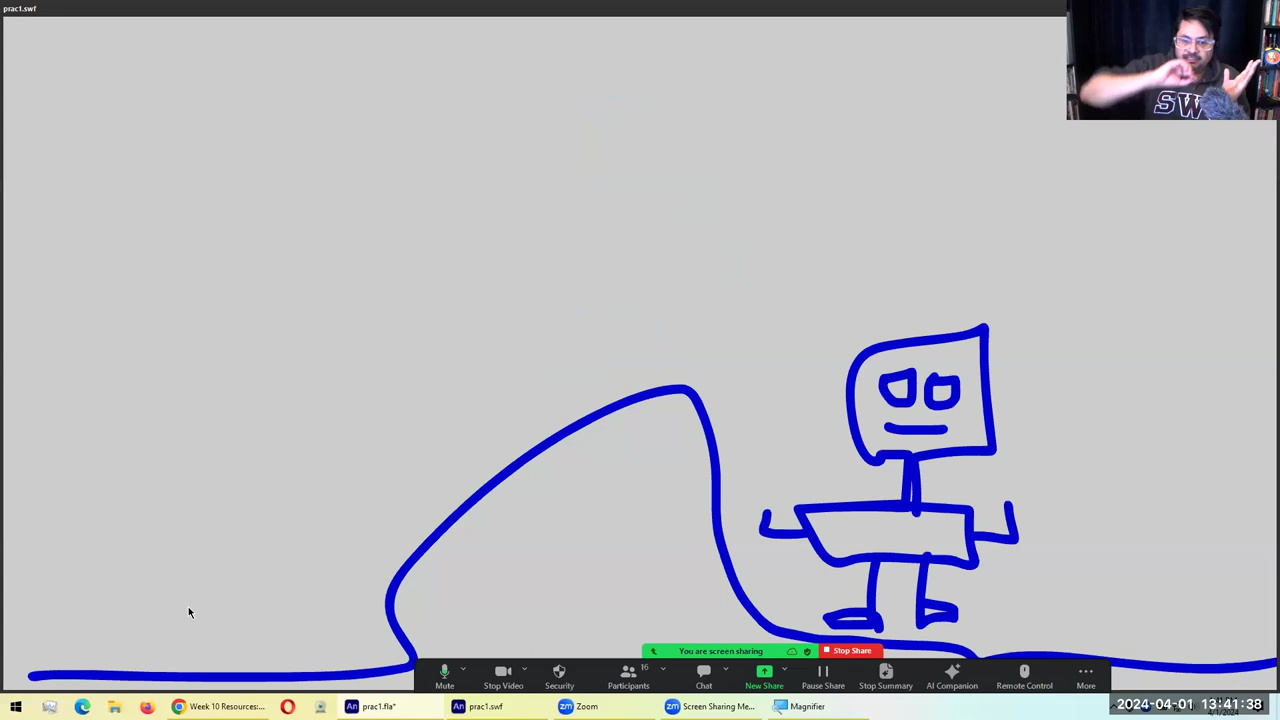 prac1.swf
SW
16
You are screen sharing
Stop Share
Mute
Stop Video
Security
Participants
Chat
New Share
Pause Share
Stop Summary
AI Companion
Remote Control
More
Week 10 Resources:...
prac1.fla*
prac1.swf
Zoom
Screen Sharing Me...
Magnifier
2024-04-01 13:41:38